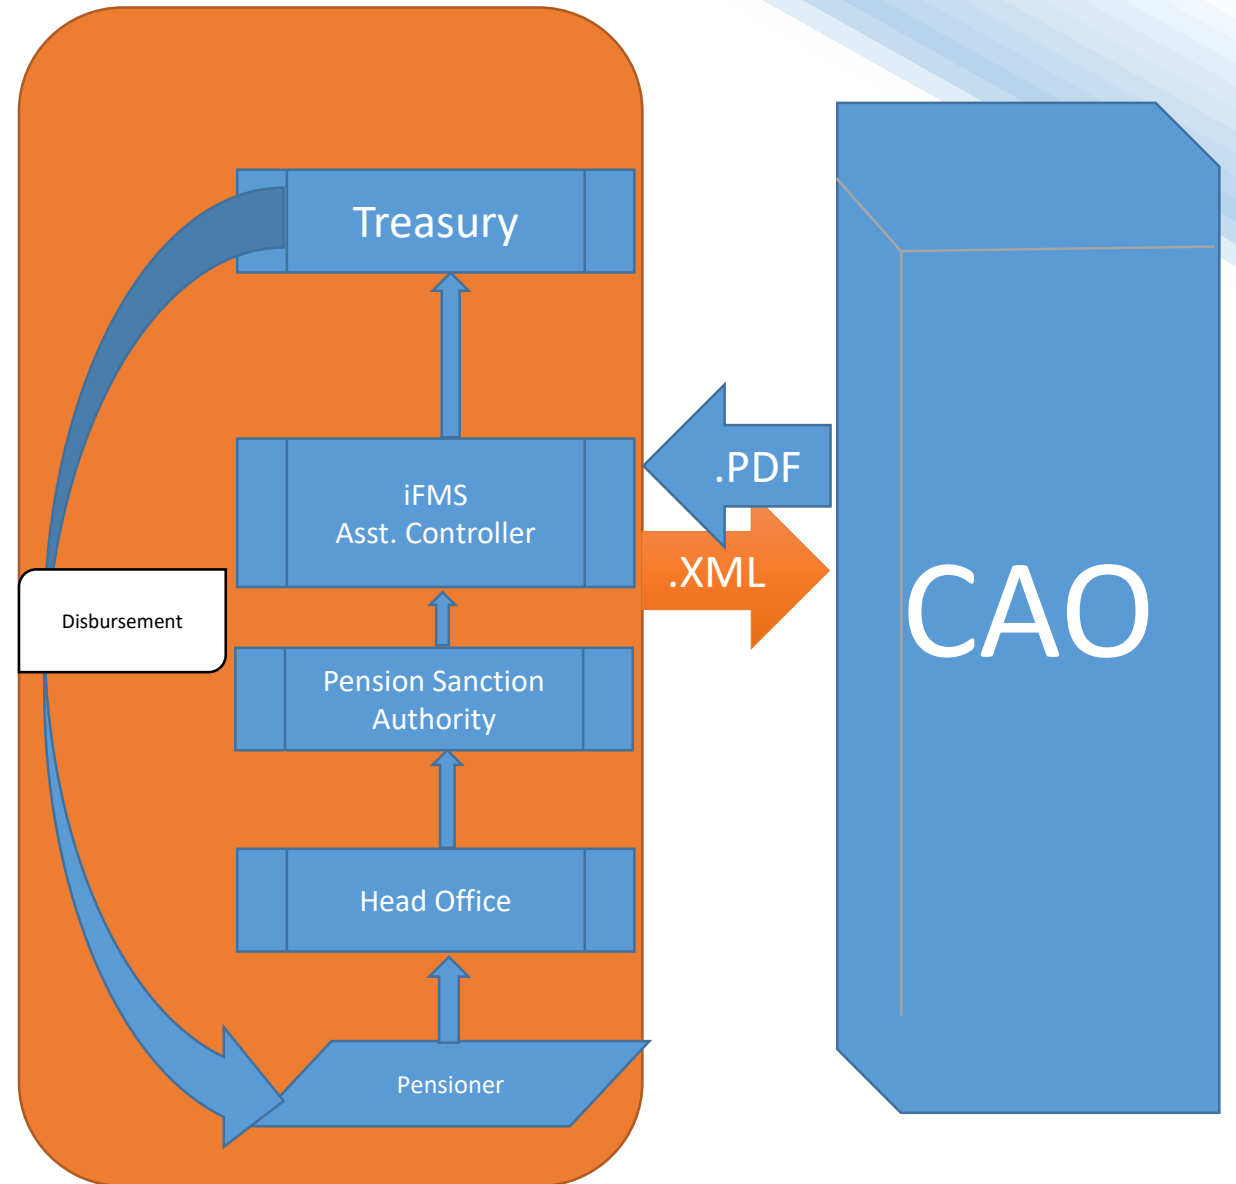 Treasury
iFMS
Asst. Controller
.PDF
.XML
CAO
Disbursement
Pension Sanction
Authority
Head Office
Pensioner